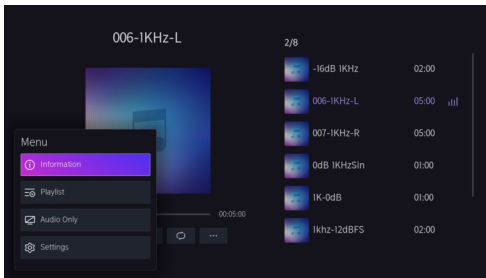 006-1KHz-L
2/8
-16dB 1KHz 02:00
006-1KHz-L 05:00
007-1KHz-R 05:00
0dB 1KHzSin 01:00
1K-0dB 01:00
1khz-12dBFS 02:00
Menu
Information
Playlist
Audio Only
Settings
00:05:00